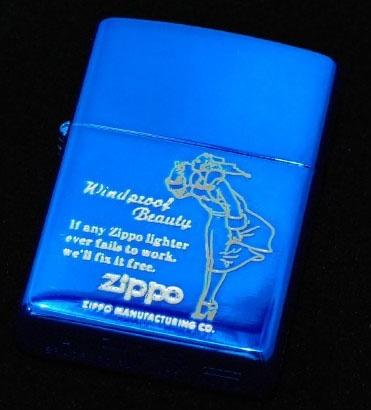 Windproof
Beauty
If any Zippo lighter
ever fails to work,
we'll fix it free.
zippo
ZIPPO MANUFACTURING CO.